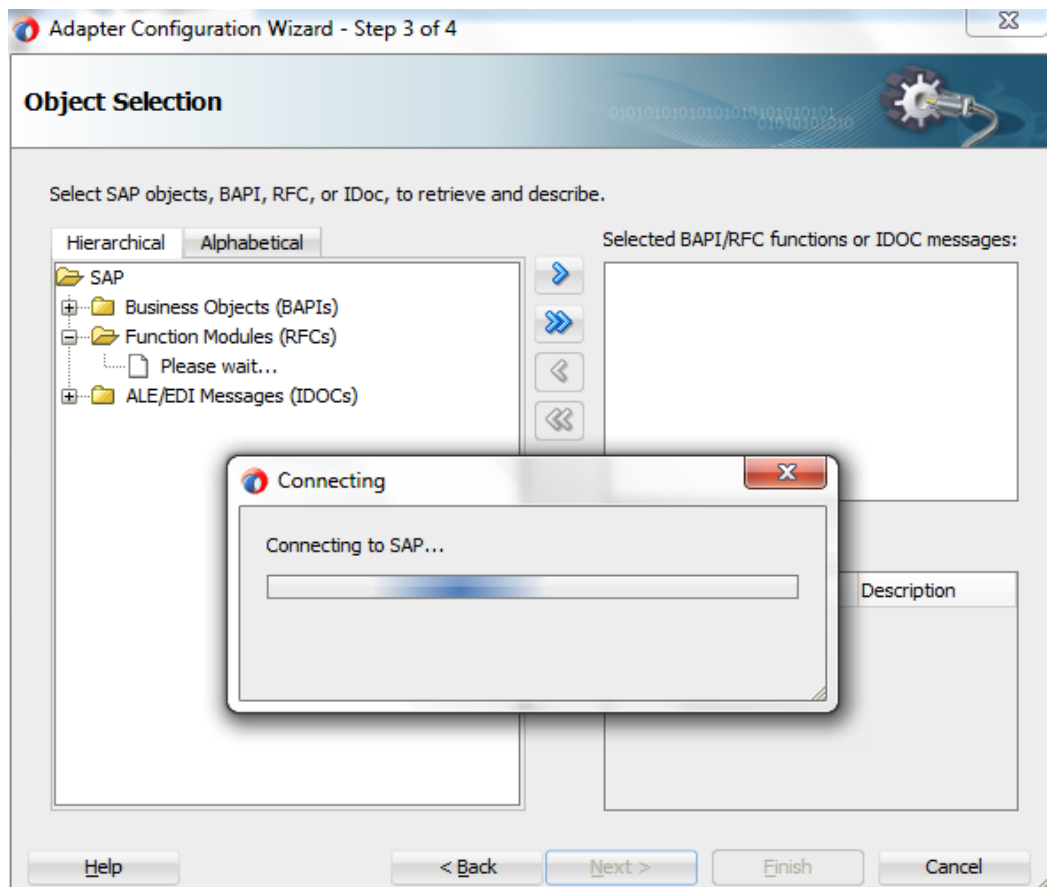 Adapter Configuration Wizard - Step 3 of 4
Object Selection
0101010101010101010101010101
01010101010
Select SAP objects, BAPI, RFC, or IDoc, to retrieve and describe.
Hierarchical Alphabetical
Selected BAPI/RFC functions or IDOC messages:
SAP
Business Objects (BAPIs)
Function Modules (RFCs)
Please wait...
ALE/EDI Messages (IDOCs)
Connecting
Connecting to SAP...
Description
Help < Back Next > Finish Cancel